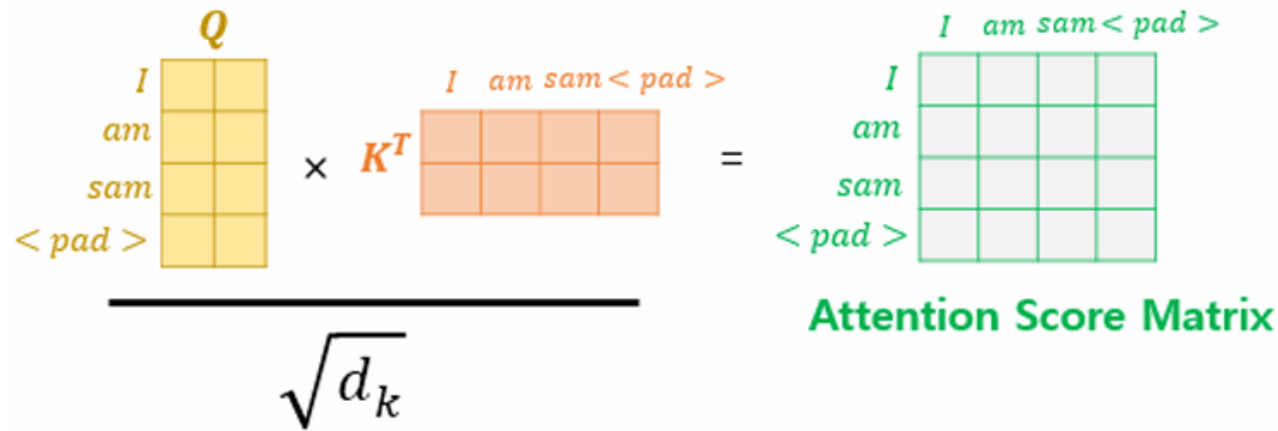 Q
I
am
sam
< pad >
×
K^T
I am sam < pad >
√d_k
=
I am sam < pad >
I
am
sam
< pad >
Attention Score Matrix